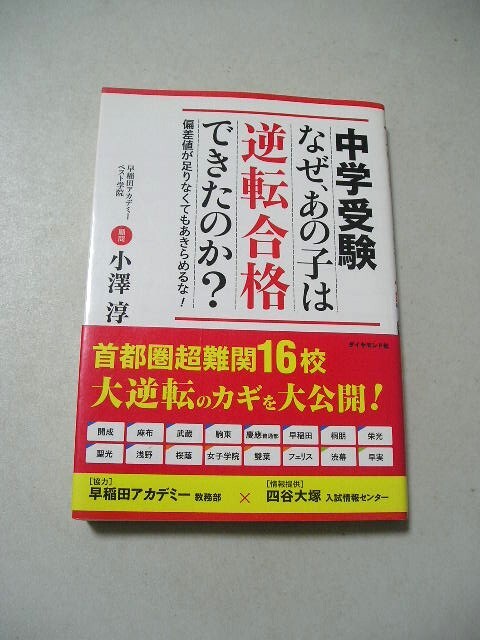 中学受験
なぜ、あの子は
逆転合格
できたのか?
偏差値が足りなくてもあきらめるな!
早稲田アカデミー
ベスト学院
顧問
小澤淳
ダイヤモンド社
首都圏超難関16校
大逆転のカギを大公開!
開成 麻布 武蔵 駒東 慶應普通部 早稲田 桐朋 栄光
聖光 浅野 桜蔭 女子学院 雙葉 フェリス 渋幕 早実
[協力]
早稲田アカデミー 教務部
×
[情報提供]
四谷大塚 入試情報センター